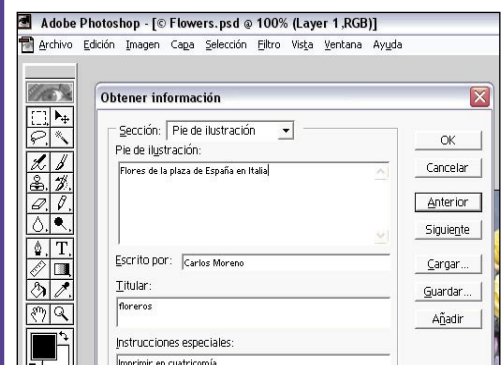 Adobe Photoshop - [© Flowers.psd @ 100% (Layer 1,RGB)]
Archivo Edición Imagen Capa Selección Filtro Vista Ventana Ayuda
Obtener información
Sección: Pie de ilustración
Pie de ilustración:
Flores de la plaza de España en Italia
Escrito por: Carlos Moreno
Titular:
floreros
Instrucciones especiales:
Imprimir en cuatricomía
OK
Cancelar
Anterior
Siguiente
Cargar...
Guardar...
Añadir
T